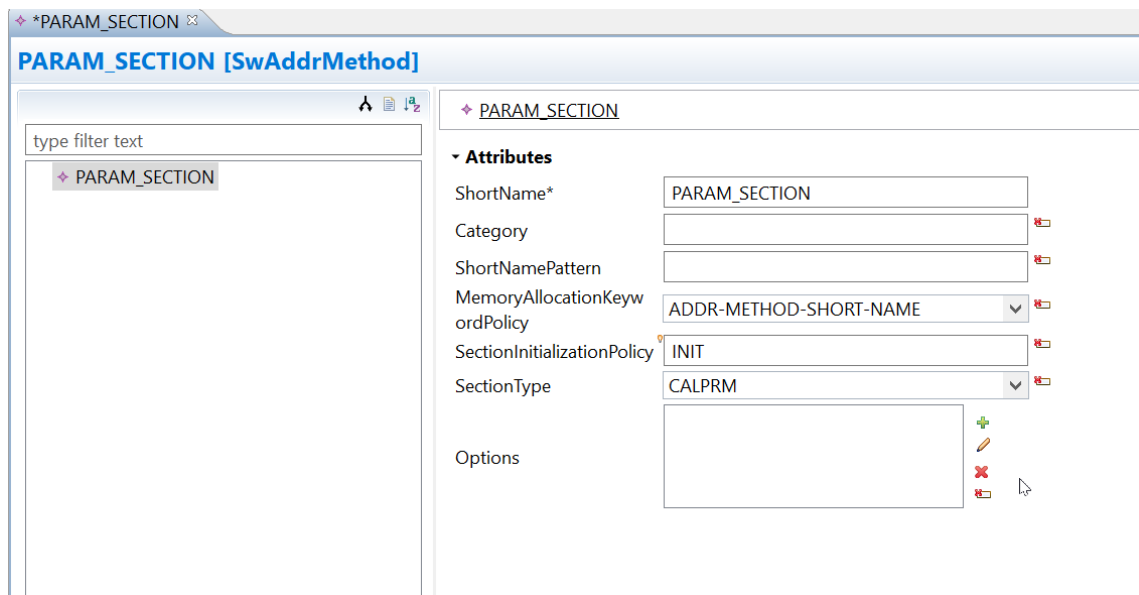 *PARAM_SECTION
PARAM_SECTION [SwAddrMethod]
type filter text
PARAM_SECTION
PARAM_SECTION
Attributes
ShortName* PARAM_SECTION
Category
ShortNamePattern
MemoryAllocationKeyw
ordPolicy ADDR-METHOD-SHORT-NAME
SectionInitializationPolicy INIT
SectionType CALPRM
Options